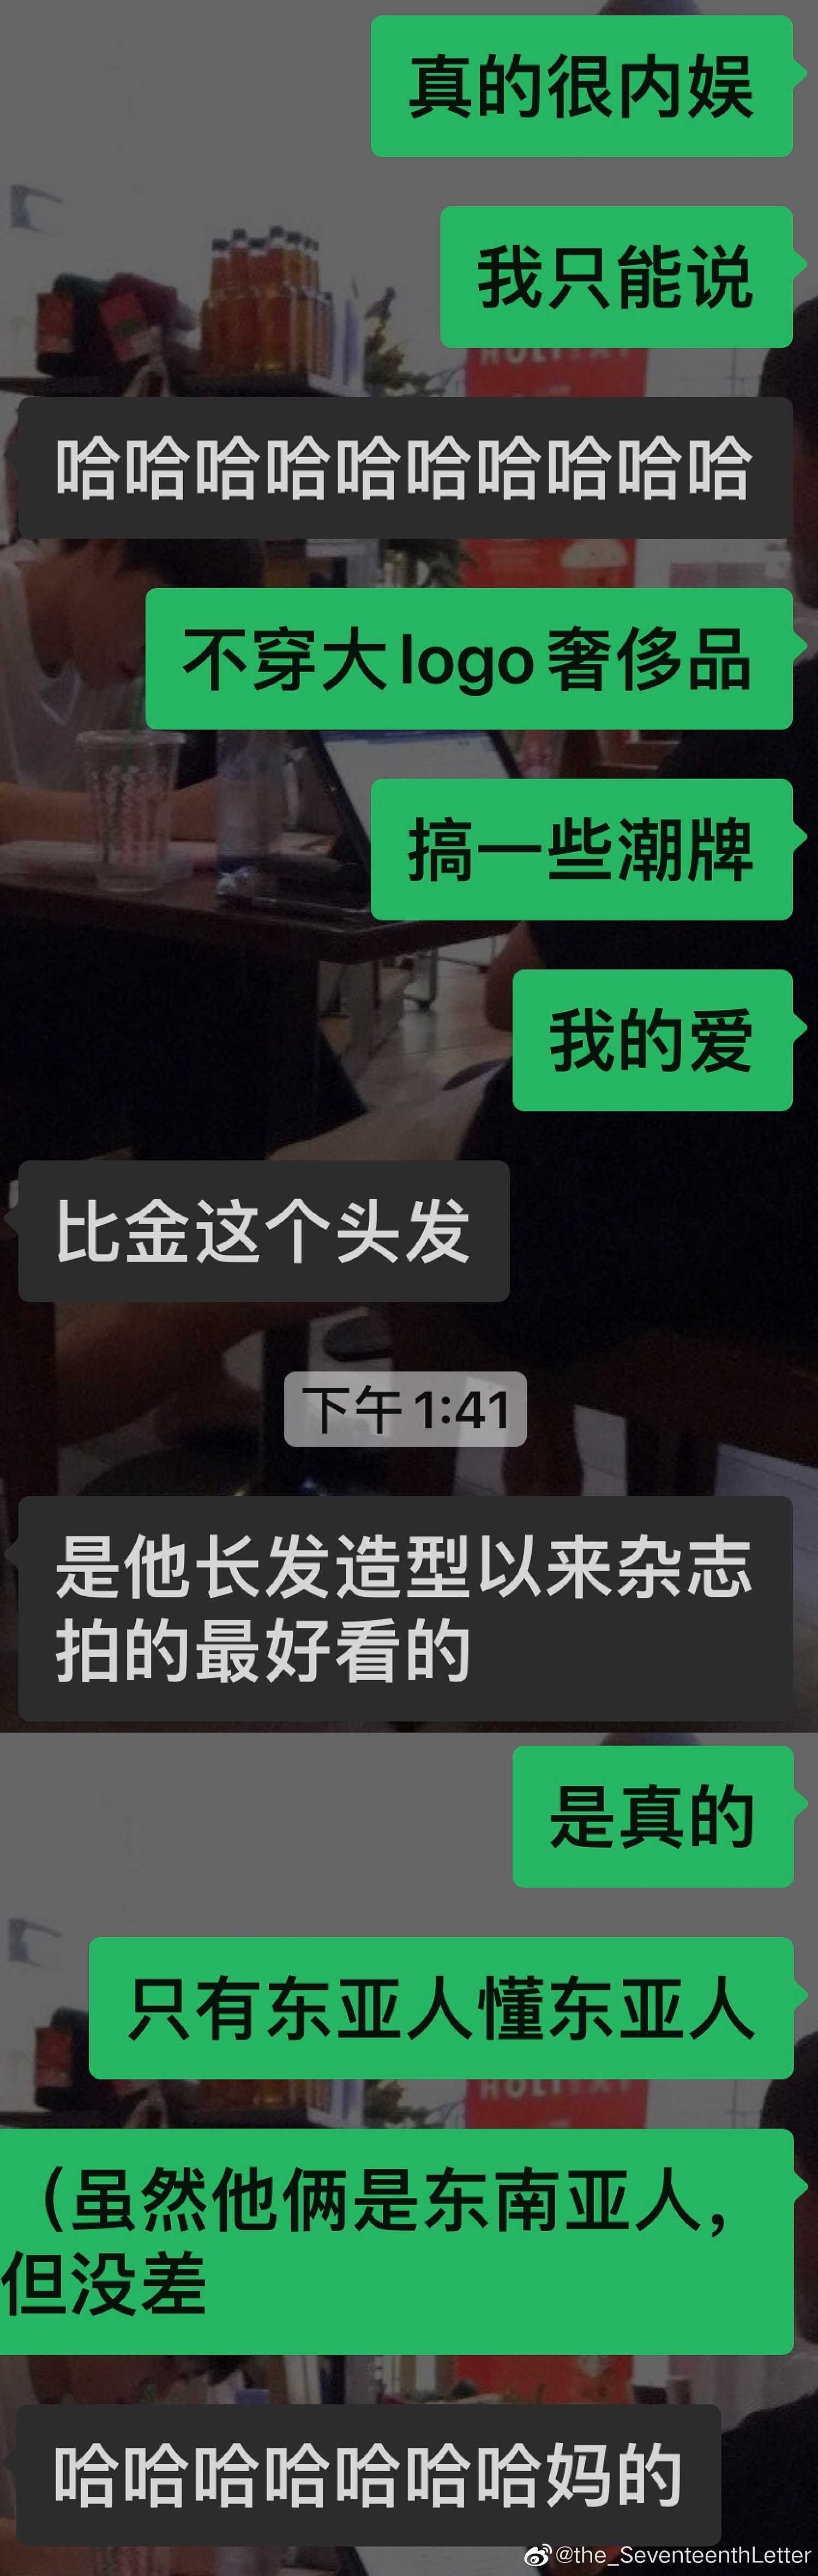 真的很内娱
我只能说
哈哈哈哈哈哈哈哈哈哈
不穿大logo奢侈品
搞一些潮牌
我的爱
比金这个头发
下午1:41
是他长发造型以来杂志
拍的最好看的
是真的
只有东亚人懂东亚人
（虽然他俩是东南亚人，
但没差
哈哈哈哈哈哈哈妈的
@the_SeventeenthLetter